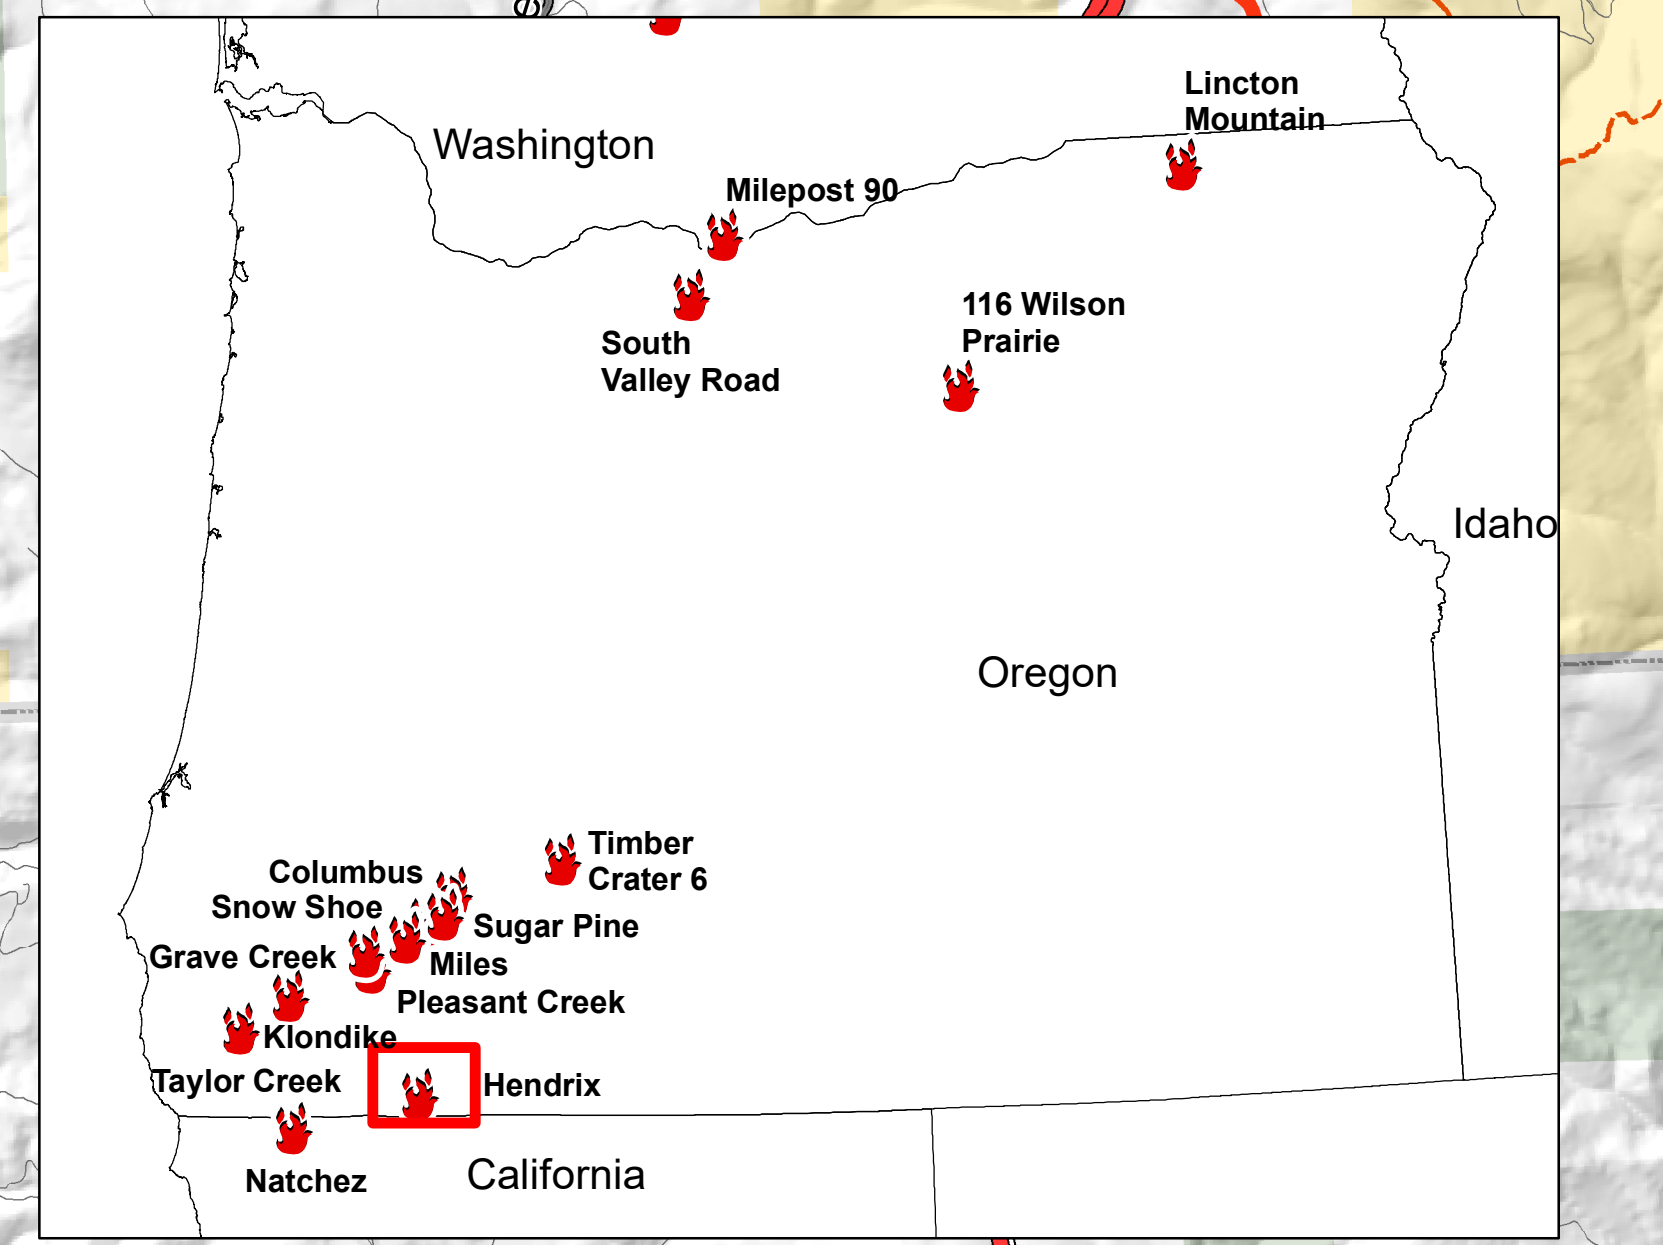 Lincton
Mountain
Washington
Milepost 90
116 Wilson
Prairie
South
Valley Road
Idaho
Oregon
Timber
Crater 6
Columbus
Snow Shoe
Sugar Pine
Grave Creek
Miles
Pleasant Creek
Klondike
Taylor Creek
Hendrix
Natchez
California